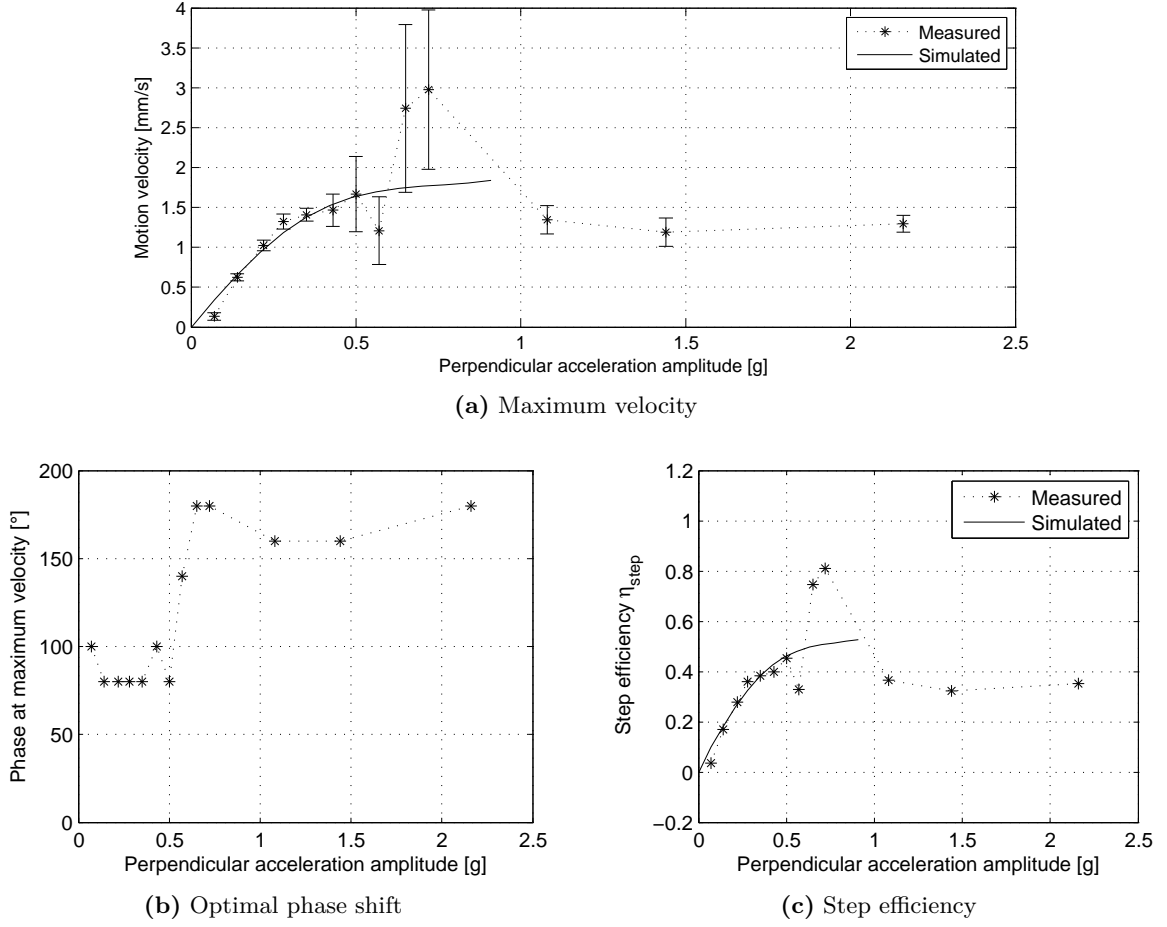 4
3.5
3
2.5
2
1.5
1
0.5
0
Motion velocity [mm/s]
Measured
Simulated
0 0.5 1 1.5 2 2.5
Perpendicular acceleration amplitude [g]
(a) Maximum velocity
200
150
100
50
0
Phase at maximum velocity [°]
0 0.5 1 1.5 2 2.5
Perpendicular acceleration amplitude [g]
(b) Optimal phase shift
1.2
1
0.8
0.6
0.4
0.2
0
−0.2
Step efficiency ηstep
Measured
Simulated
0 0.5 1 1.5 2 2.5
Perpendicular acceleration amplitude [g]
(c) Step efficiency